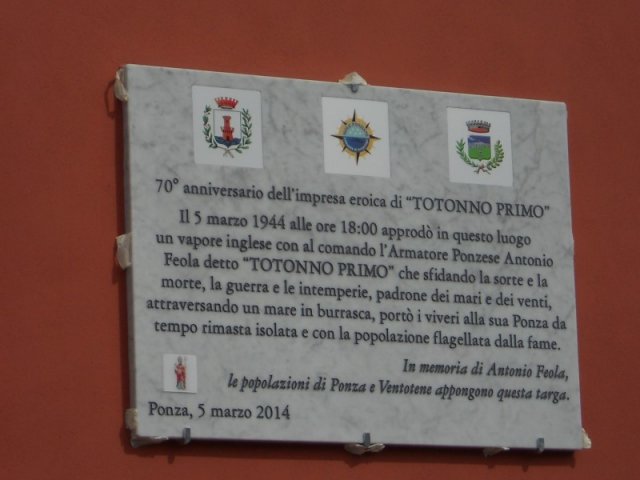 70° anniversario dell'impresa eroica di "TOTONNO PRIMO"
Il 5 marzo 1944 alle ore 18:00 approdò in questo luogo
un vapore inglese con al comando l'Armatore Ponzese Antonio
Feola detto "TOTONNO PRIMO" che sfidando la sorte e la
morte, la guerra e le intemperie, padrone dei mari e dei venti,
attraversando un mare in burrasca, portò i viveri alla sua Ponza da
tempo rimasta isolata e con la popolazione flagellata dalla fame.
In memoria di Antonio Feola,
le popolazioni di Ponza e Ventotene appongono questa targa.
Ponza, 5 marzo 2014